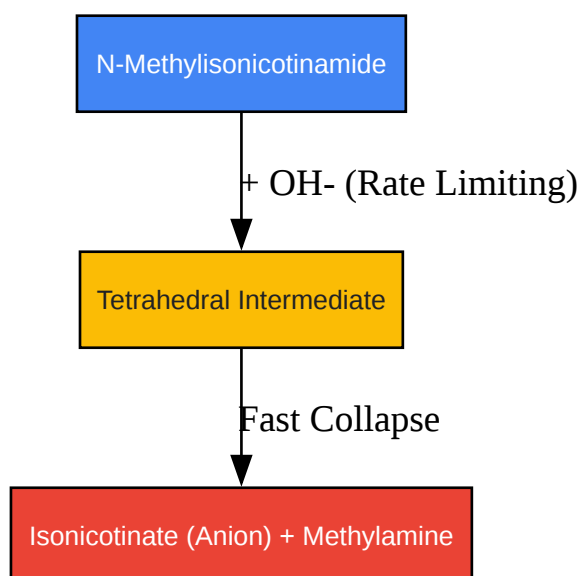 N-Methylisonicotinamide
+ OH- (Rate Limiting)
Tetrahedral Intermediate
Fast Collapse
Isonicotinate (Anion) + Methylamine